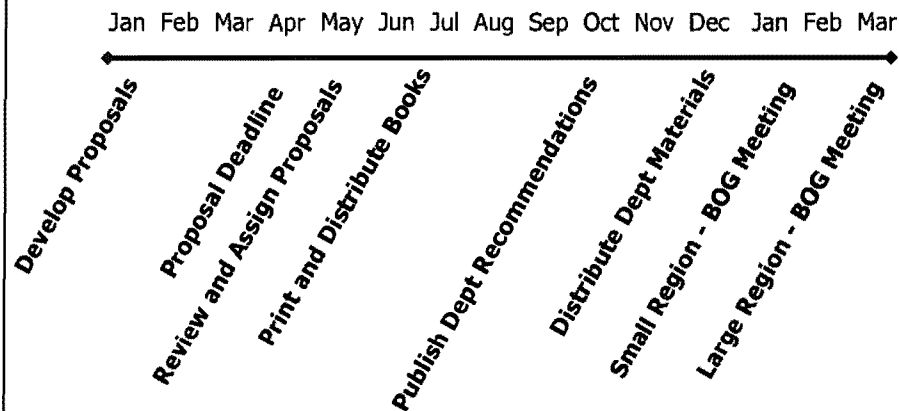 Jan Feb Mar Apr May Jun Jul Aug Sep Oct Nov Dec Jan Feb Mar
Develop Proposals
Proposal Deadline
Review and Assign Proposals
Print and Distribute Books
Publish Dept Recommendations
Distribute Dept Materials
Small Region - BOG Meeting
Large Region - BOG Meeting